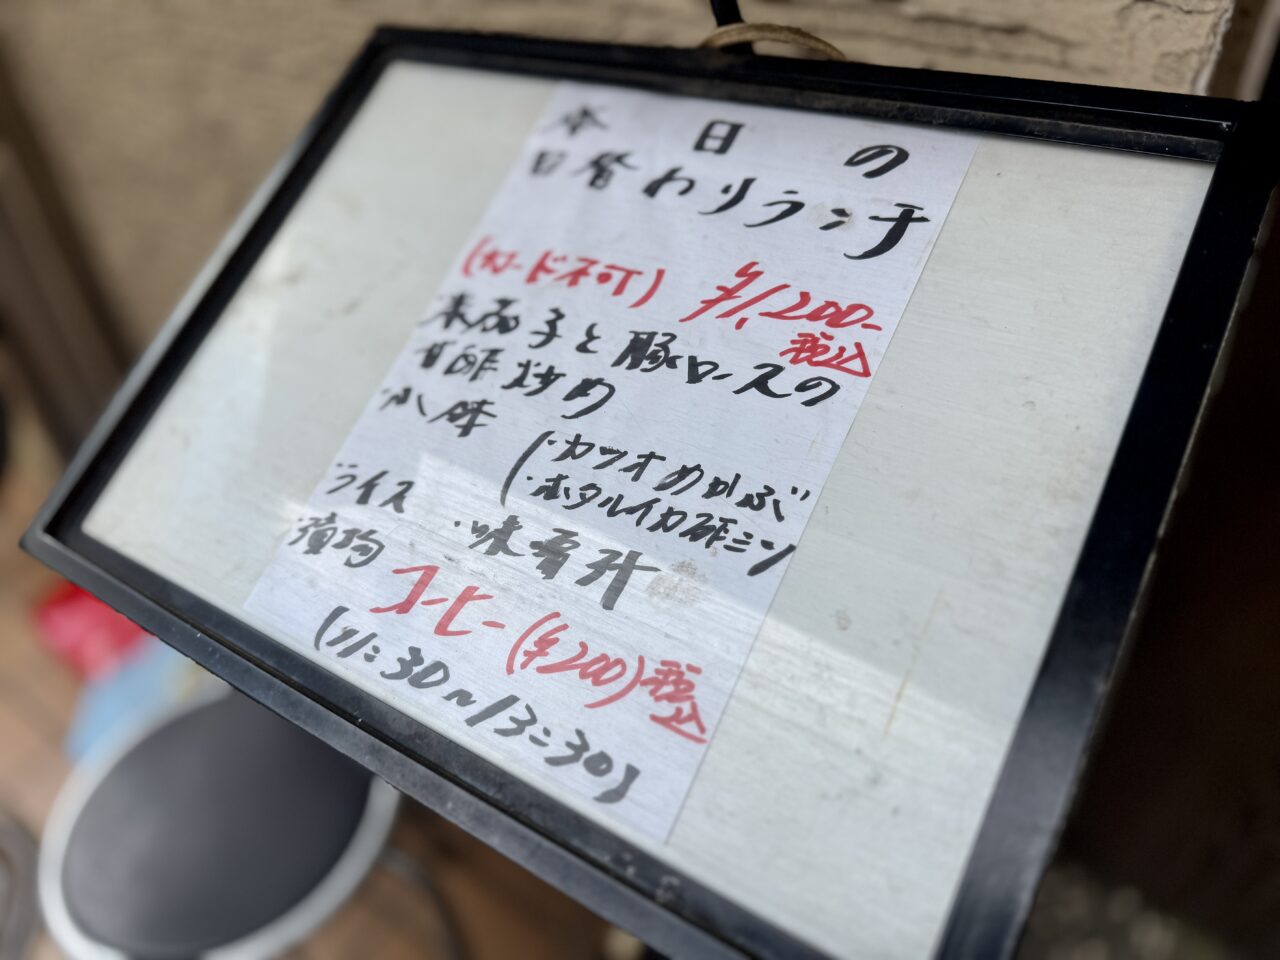 本日の
日替わりランチ
(カード不可) ¥1,200-
税込
・米茄子と豚ロースの
甘酢炒め
・小鉢
(・カツオめかぶ
・ホタルイカ酢ミソ
・ライス ・味噌汁
・漬物
コーヒー(¥200)税込
(11:30~13:30)